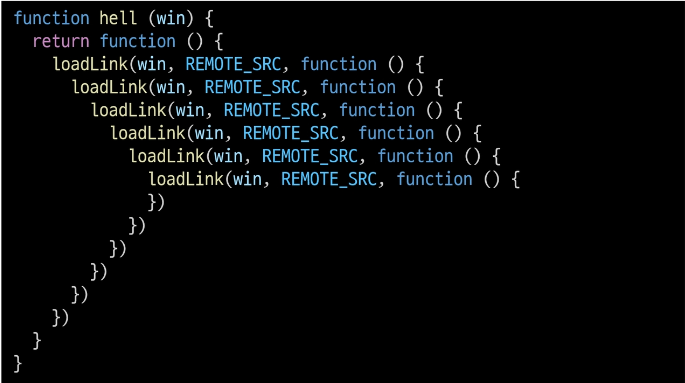 function hell (win) {
  return function () {
    loadLink(win, REMOTE_SRC, function () {
      loadLink(win, REMOTE_SRC, function () {
        loadLink(win, REMOTE_SRC, function () {
          loadLink(win, REMOTE_SRC, function () {
            loadLink(win, REMOTE_SRC, function () {
              loadLink(win, REMOTE_SRC, function () {
              })
            })
          })
        })
      })
    })
  }
}